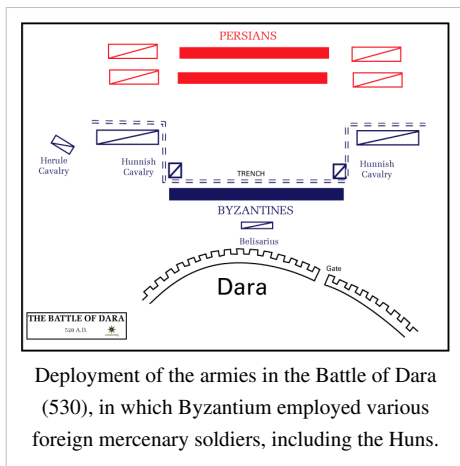 PERSIANS
Herule
Cavalry
Hunnish
Cavalry
TRENCH
Hunnish
Cavalry
BYZANTINES
Belisarius
Gate
Dara
THE BATTLE OF DARA
520 A.D.
Deployment of the armies in the Battle of Dara
(530), in which Byzantium employed various
foreign mercenary soldiers, including the Huns.